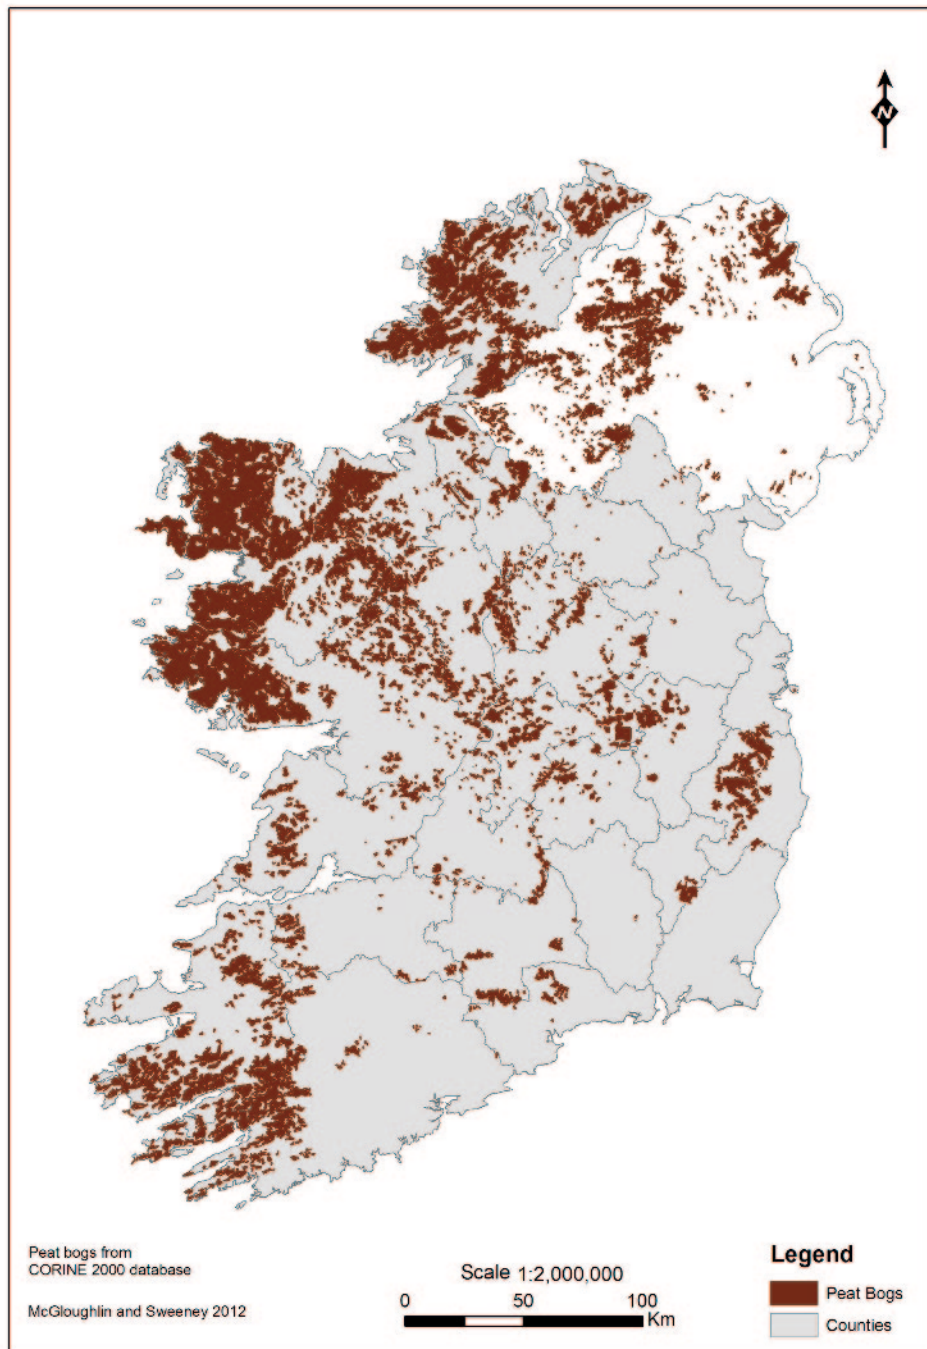 N
Peat bogs from
CORINE 2000 database
McGloughlin and Sweeney 2012
Scale 1:2,000,000
0 50 100
Km
Legend
Peat Bogs
Counties